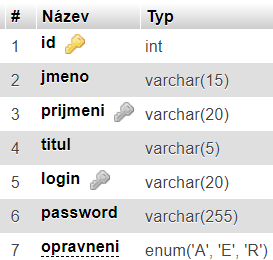 # Název Typ
1 id int
2 jmeno varchar(15)
3 prijmeni varchar(20)
4 titul varchar(5)
5 login varchar(20)
6 password varchar(255)
7 opravneni enum('A', 'E', 'R')